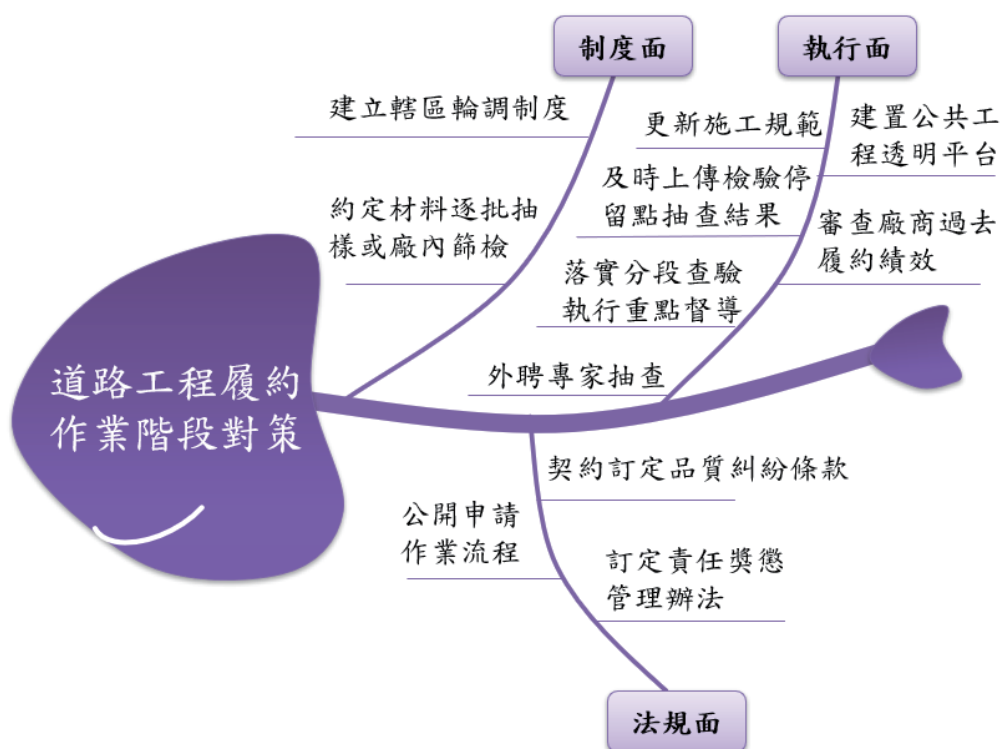 道路工程履約
作業階段對策
制度面
建立轄區輪調制度
約定材料逐批抽
樣或廠內篩檢
執行面
更新施工規範
及時上傳檢驗停
留點抽查結果
落實分段查驗
執行重點督導
外聘專家抽查
建置公共工
程透明平台
審查廠商過去
履約績效
契約訂定品質糾紛條款
公開申請
作業流程
訂定責任獎懲
管理辦法
法規面